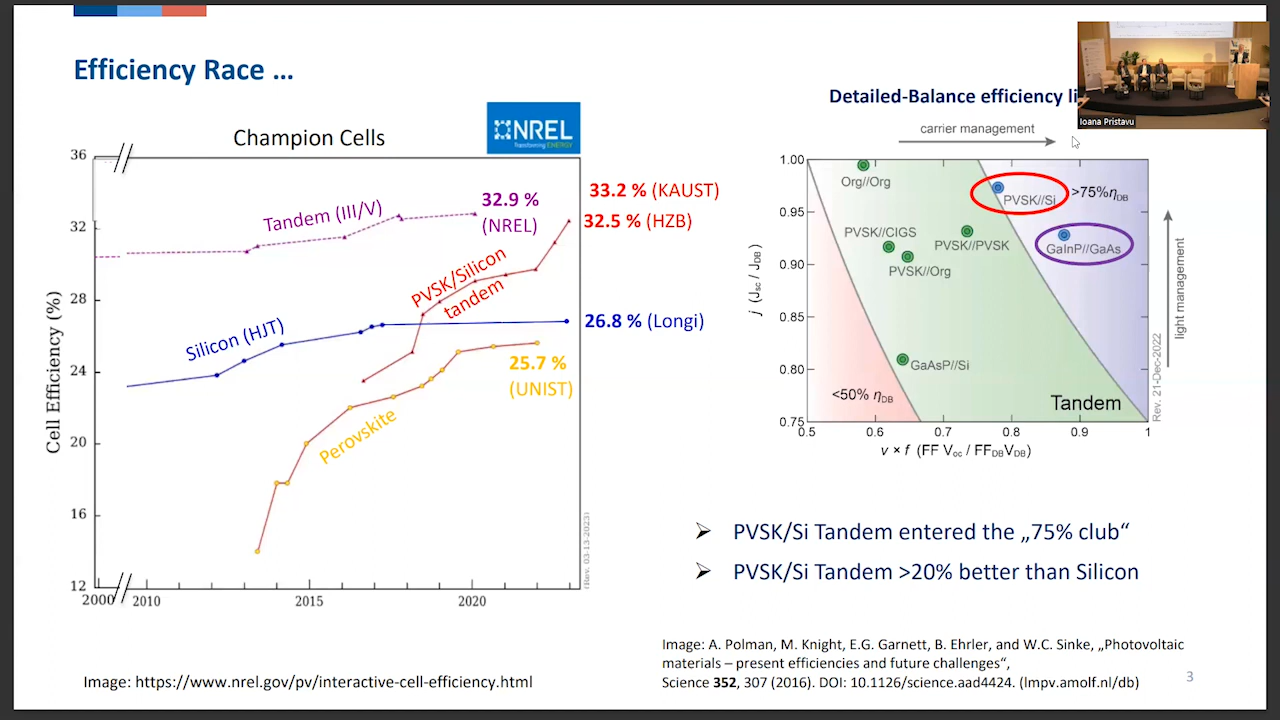 Efficiency Race ...
Champion Cells
NREL
Transforming ENERGY
36
32
28
24
20
16
12
Cell Efficiency (%)
2000
2010
2015
2020
Tandem (III/V)
32.9 %
(NREL)
33.2 % (KAUST)
32.5 % (HZB)
PVSK/Silicon
tandem
Silicon (HJT)
26.8 % (Longi)
25.7 %
(UNIST)
Perovskite
(Rev. 03-13-2023)
Image: https://www.nrel.gov/pv/interactive-cell-efficiency.html
Detailed-Balance efficiency li
Ioana Pristavu
carrier management
1.00
0.95
0.90
0.85
0.80
0.75
j (Jsc / JDB)
Org//Org
PVSK//Si
>75%ηDB
PVSK//CIGS
PVSK//PVSK
GaInP//GaAs
PVSK//Org
GaAsP//Si
<50% ηDB
Tandem
light management
Rev. 21-Dec-2022
0.5
0.6
0.7
0.8
0.9
1
v × f (FF Voc / FFDBVDB)
PVSK/Si Tandem entered the „75% club“
PVSK/Si Tandem >20% better than Silicon
Image: A. Polman, M. Knight, E.G. Garnett, B. Ehrler, and W.C. Sinke, „Photovoltaic
materials – present efficiencies and future challenges“,
Science 352, 307 (2016). DOI: 10.1126/science.aad4424. (lmpv.amolf.nl/db)
3